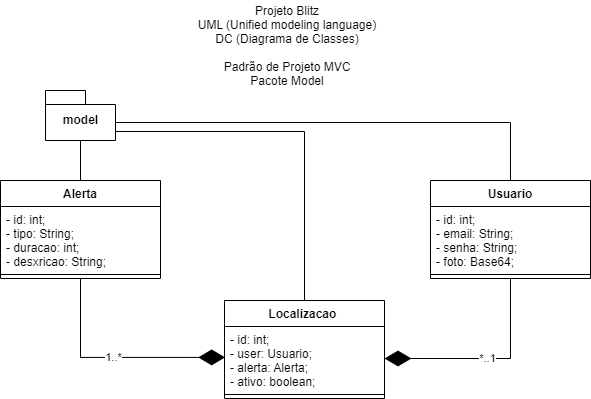 Projeto Blitz
UML (Unified modeling language)
DC (Diagrama de Classes)
Padrão de Projeto MVC
Pacote Model
model
Alerta
- id: int;
- tipo: String;
- duracao: int;
- desxricao: String;
Usuario
- id: int;
- email: String;
- senha: String;
- foto: Base64;
Localizacao
- id: int;
- user: Usuario;
- alerta: Alerta;
- ativo: boolean;
1..*
*..1